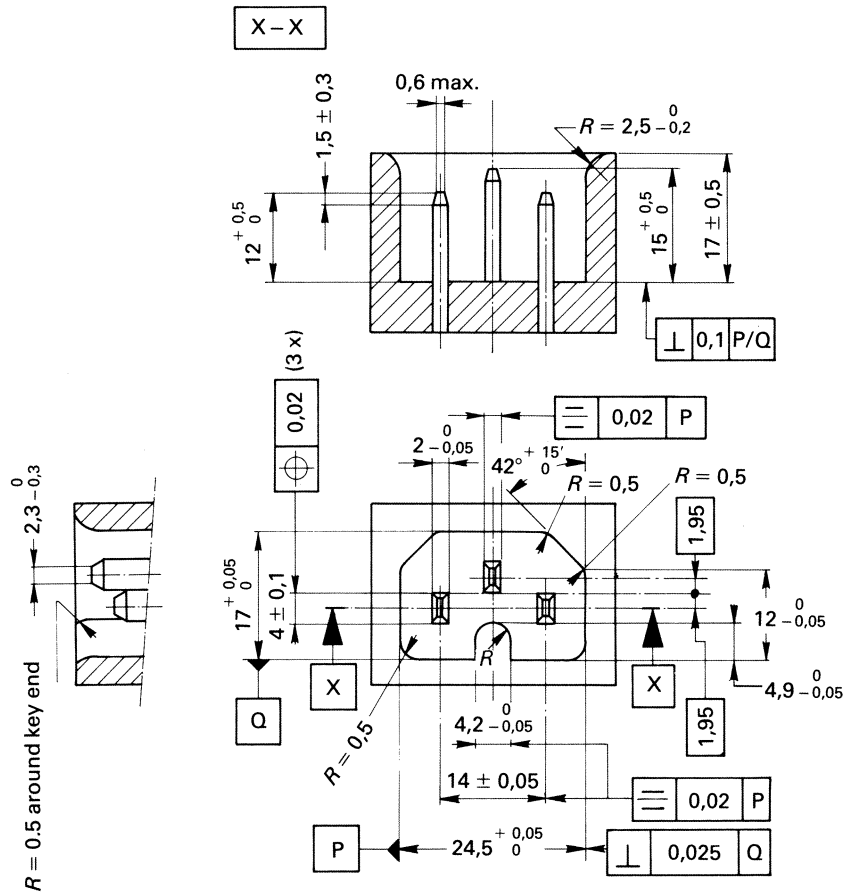 X – X
0,6 max.
1,5 ± 0,3
R = 2,5 0 – 0,2
12 + 0,5 0
15 + 0,5 0
17 ± 0,5
⊥ 0,1 P/Q
0,02 (3 x)
⌖
0,02 P
2 0 – 0,05
42° + 15′ 0
R = 0,5
R = 0,5
2,3 0 – 0,3
1,95
17 + 0,05 0
4 ± 0,1
12 0 – 0,05
X
X
R
Q
4,9 0 – 0,05
1,95
4,2 0 – 0,05
R = 0,5
14 ± 0,05
0,02 P
R = 0.5 around key end
P
24,5 + 0,05 0
⊥ 0,025 Q